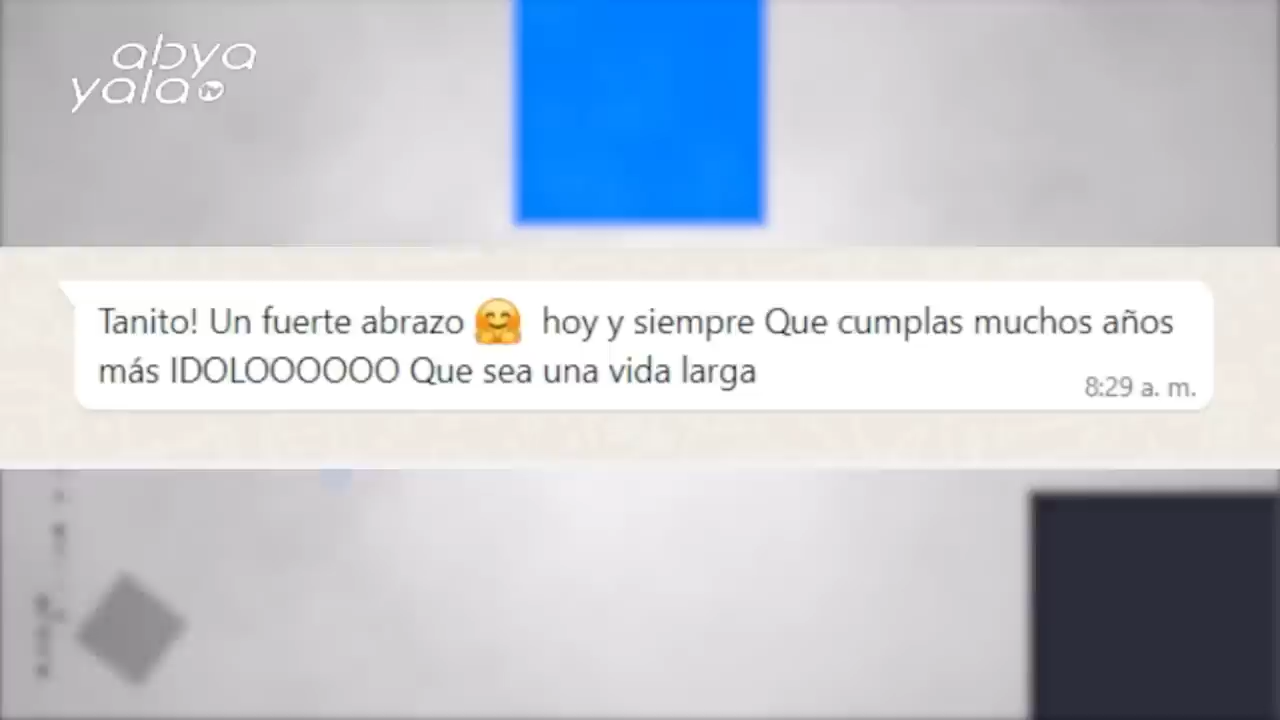 abya
yala tv
Tanito! Un fuerte abrazo 🤗 hoy y siempre Que cumplas muchos años
más IDOLOOOOOO Que sea una vida larga
8:29 a. m.